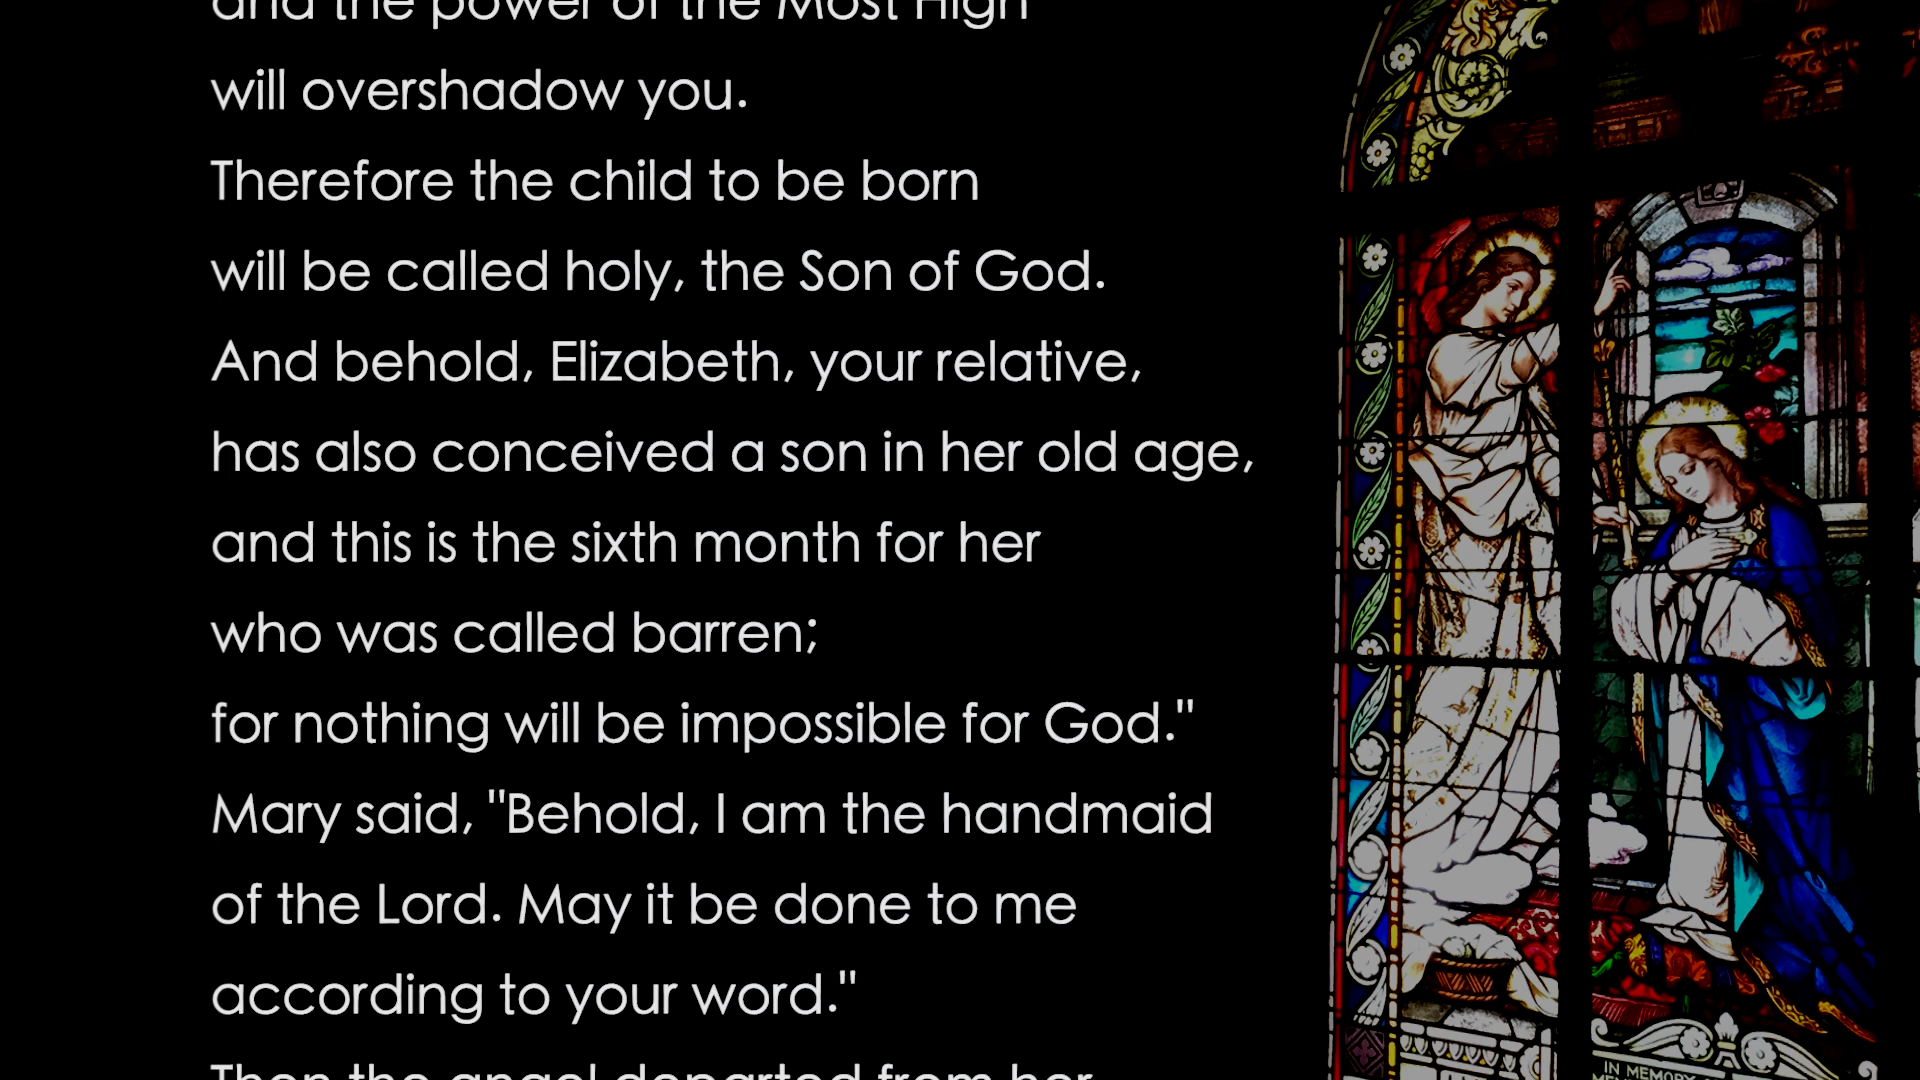 and the power of the Most High
will overshadow you.
Therefore the child to be born
will be called holy, the Son of God.
And behold, Elizabeth, your relative,
has also conceived a son in her old age,
and this is the sixth month for her
who was called barren;
for nothing will be impossible for God."
Mary said, "Behold, I am the handmaid
of the Lord. May it be done to me
according to your word."
Then the angel departed from her
IN MEMORY